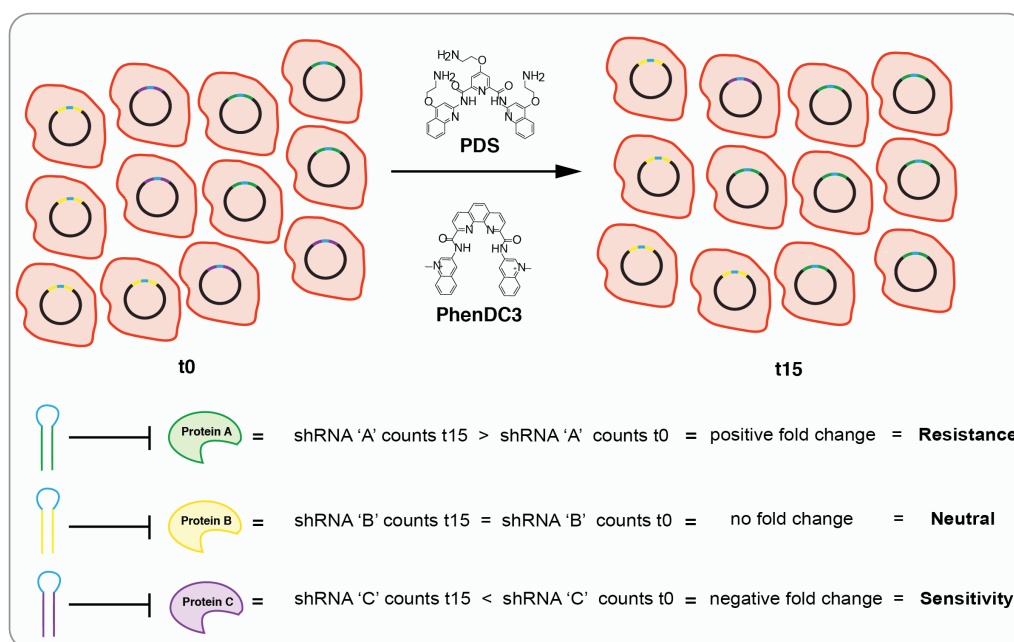 H2N
NH2
O
NH2
O
N
O
O
NH
HN
N
N
PDS
N
N
O
O
NH
HN
N+
N+
PhenDC3
t0
t15
Protein A = shRNA ‘A’ counts t15 > shRNA ‘A’ counts t0 = positive fold change = Resistance
Protein B = shRNA ‘B’ counts t15 = shRNA ‘B’ counts t0 = no fold change = Neutral
Protein C = shRNA ‘C’ counts t15 < shRNA ‘C’ counts t0 = negative fold change = Sensitivity